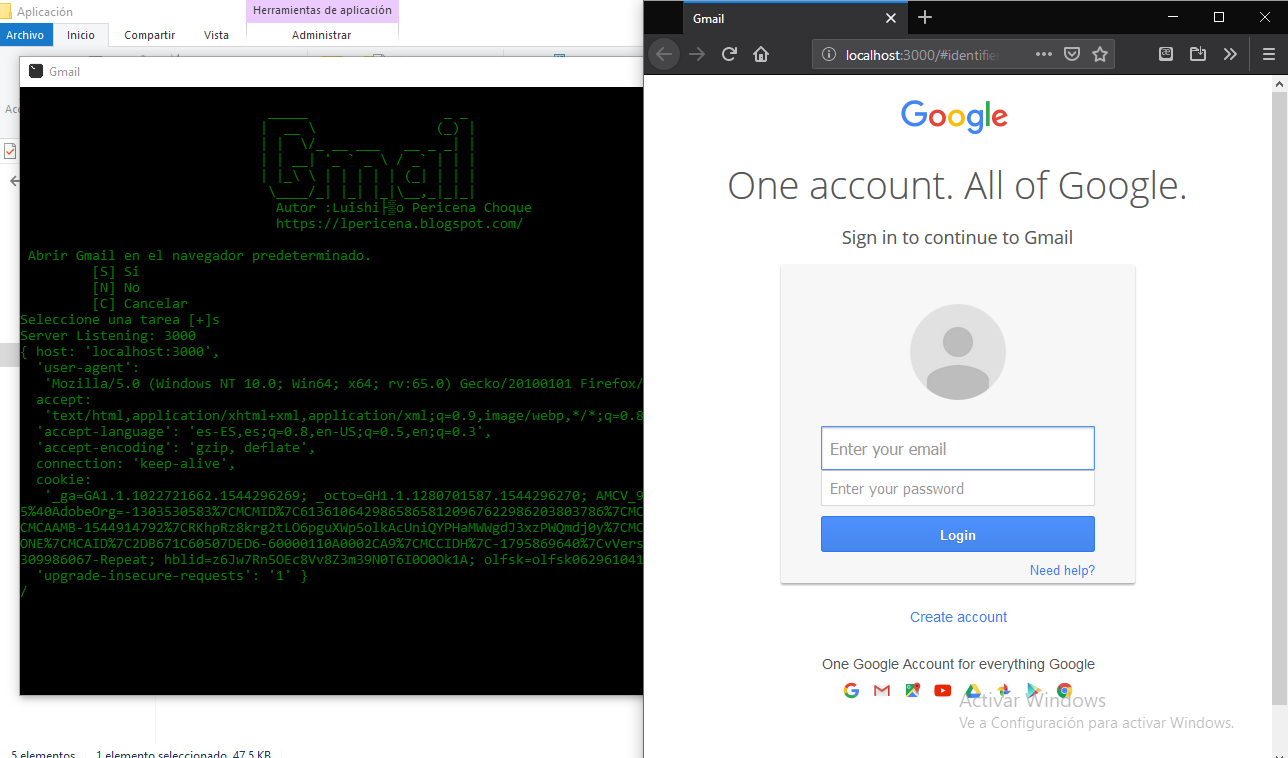 Aplicación
Herramientas de aplicación
Archivo
Inicio
Compartir
Vista
Administrar
Gmail
Gmail
Autor :Luishi├▒o Pericena Choque
https://lpericena.blogspot.com/
Abrir Gmail en el navegador predeterminado.
[S] Si
[N] No
[C] Cancelar
Seleccione una tarea [+]s
Server Listening: 3000
{ host: 'localhost:3000',
'user-agent':
'Mozilla/5.0 (Windows NT 10.0; Win64; x64; rv:65.0) Gecko/20100101 Firefox/
accept:
'text/html,application/xhtml+xml,application/xml;q=0.9,image/webp,*/*;q=0.8
'accept-language': 'es-ES,es;q=0.8,en-US;q=0.5,en;q=0.3',
'accept-encoding': 'gzip, deflate',
connection: 'keep-alive',
cookie:
'_ga=GA1.1.1022721662.1544296269; _octo=GH1.1.1280701587.1544296270; AMCV_9
5%40AdobeOrg=-1303530583%7CMCMID%7C61361064298658658120967622986203803786%7CMC
CMCAAMB-1544914792%7CRKhpRz8krg2tLO6pguXWp5olkAcUniQYPHaMWWgdJ3xzPWQmdj0y%7CMC
ONE%7CMCAID%7C2DB671C60507DED6-60000110A0002CA9%7CMCCIDH%7C-1795869640%7CvVers
309986067-Repeat; hblid=z6Jw7Rn5OEc8Vv8Z3m39N0T6I0O0Ok1A; olfsk=olfsk062961041
'upgrade-insecure-requests': '1' }
/
5 elementos
1 elemento seleccionado 47,5 KB
Gmail
localhost:3000/#identifie
Google
One account. All of Google.
Sign in to continue to Gmail
Enter your email
Enter your password
Login
Need help?
Create account
One Google Account for everything Google
Activar Windows
Ve a Configuración para activar Windows.